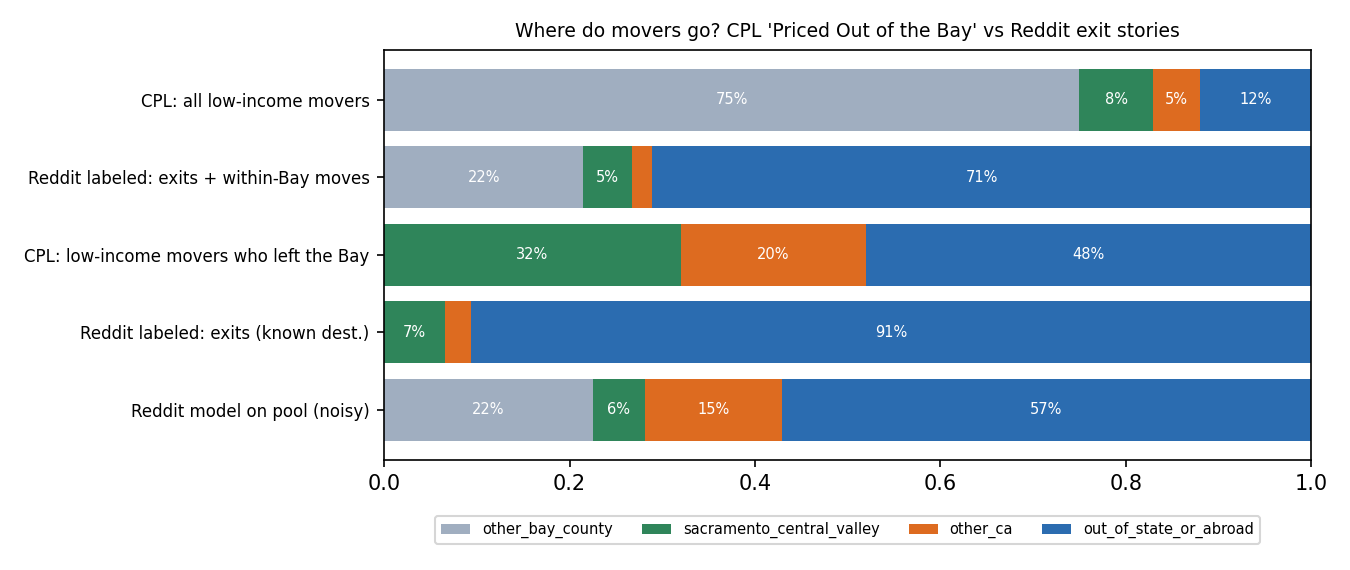 Where do movers go? CPL 'Priced Out of the Bay' vs Reddit exit stories
CPL: all low-income movers
75%
8%
5%
12%
Reddit labeled: exits + within-Bay moves
22%
5%
71%
CPL: low-income movers who left the Bay
32%
20%
48%
Reddit labeled: exits (known dest.)
7%
91%
Reddit model on pool (noisy)
22%
6%
15%
57%
0.0
0.2
0.4
0.6
0.8
1.0
other_bay_county
sacramento_central_valley
other_ca
out_of_state_or_abroad